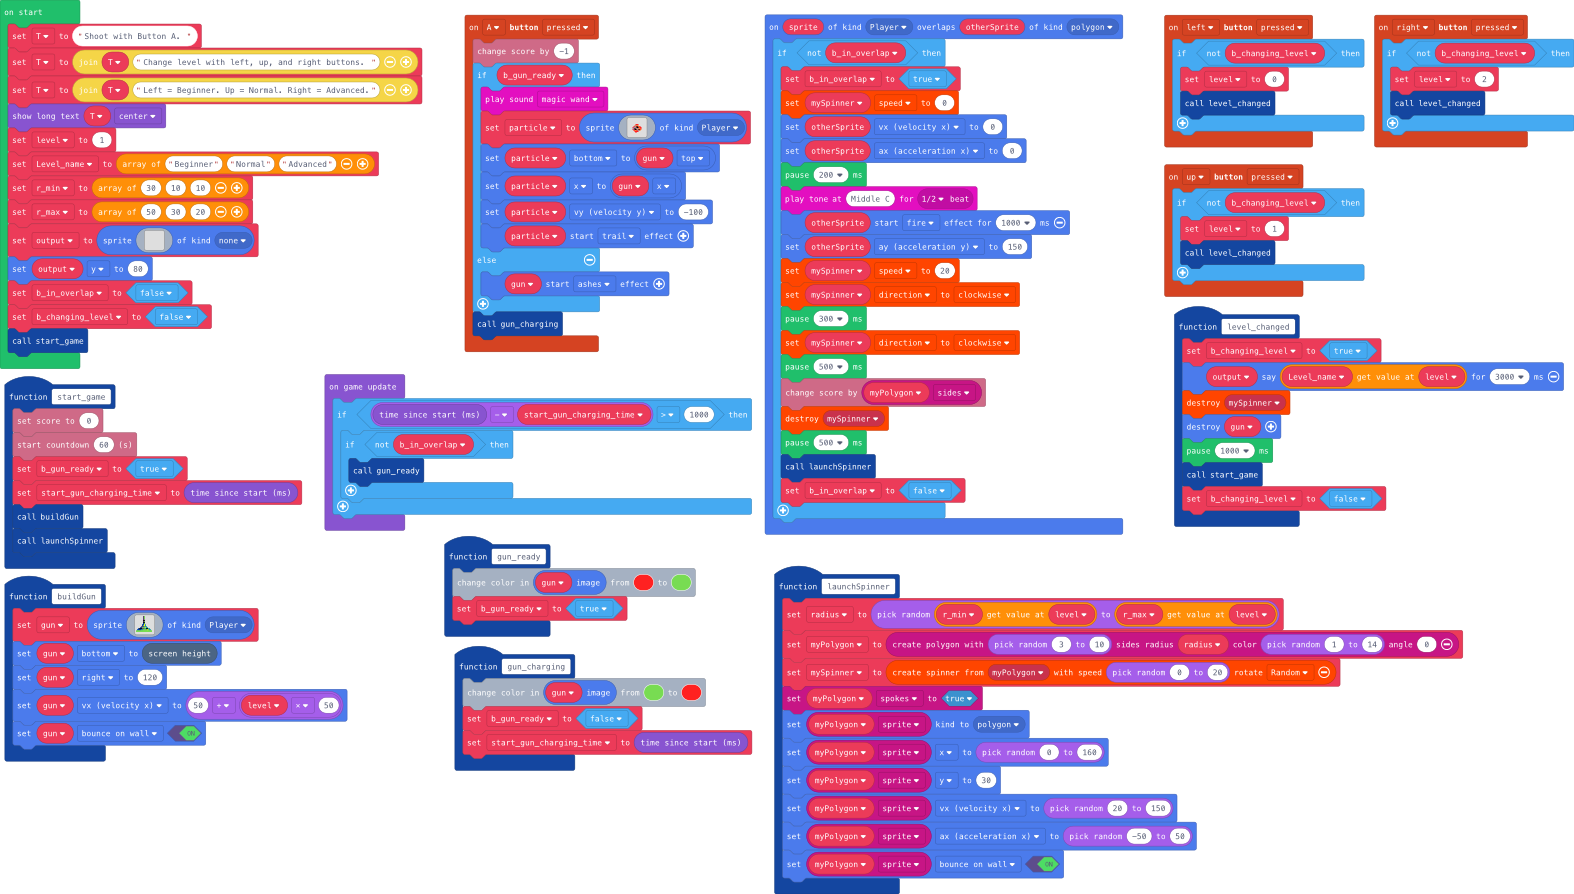 on start
set T to "Shoot with Button A. "
set T to join T "Change level with left, up, and right buttons. "
set T to join T "Left = Beginner. Up = Normal. Right = Advanced."
show long text T center
set level to 1
set Level_name to array of "Beginner" "Normal" "Advanced"
set r_min to array of 30 10 10
set r_max to array of 50 30 20
set output to sprite of kind none
set output y to 80
set b_in_overlap to false
set b_changing_level to false
call start_game
function start_game
set score to 0
start countdown 60 (s)
set b_gun_ready to true
set start_gun_charging_time to time since start (ms)
call buildGun
call launchSpinner
function buildGun
set gun to sprite of kind Player
set gun bottom to screen height
set gun right to 120
set gun vx (velocity x) to 50 + level × 50
set gun bounce on wall ON
on A button pressed
change score by -1
if b_gun_ready then
play sound magic wand
set particle to sprite of kind Player
set particle bottom to gun top
set particle x to gun x
set particle vy (velocity y) to -100
particle start trail effect
else
gun start ashes effect
call gun_charging
on game update
if time since start (ms) - start_gun_charging_time > 1000 then
if not b_in_overlap then
call gun_ready
function gun_ready
change color in gun image from to
set b_gun_ready to true
function gun_charging
change color in gun image from to
set b_gun_ready to false
set start_gun_charging_time to time since start (ms)
on sprite of kind Player overlaps otherSprite of kind polygon
if not b_in_overlap then
set b_in_overlap to true
set mySpinner speed to 0
set otherSprite vx (velocity x) to 0
set otherSprite ax (acceleration x) to 0
pause 200 ms
play tone at Middle C for 1/2 beat
otherSprite start fire effect for 1000 ms
set otherSprite ay (acceleration y) to 150
set mySpinner speed to 20
set mySpinner direction to clockwise
pause 300 ms
set mySpinner direction to clockwise
pause 500 ms
change score by myPolygon sides
destroy mySpinner
pause 500 ms
call launchSpinner
set b_in_overlap to false
function launchSpinner
set radius to pick random r_min get value at level to r_max get value at level
set myPolygon to create polygon with pick random 3 to 10 sides radius radius color pick random 1 to 14 angle 0
set mySpinner to create spinner from myPolygon with speed pick random 0 to 20 rotate Random
set myPolygon spokes to true
set myPolygon sprite kind to polygon
set myPolygon sprite x to pick random 0 to 160
set myPolygon sprite y to 30
set myPolygon sprite vx (velocity x) to pick random 20 to 150
set myPolygon sprite ax (acceleration x) to pick random -50 to 50
set myPolygon sprite bounce on wall ON
on left button pressed
if not b_changing_level then
set level to 0
call level_changed
on right button pressed
if not b_changing_level then
set level to 2
call level_changed
on up button pressed
if not b_changing_level then
set level to 1
call level_changed
function level_changed
set b_changing_level to true
output say Level_name get value at level for 3000 ms
destroy mySpinner
destroy gun
pause 1000 ms
call start_game
set b_changing_level to false